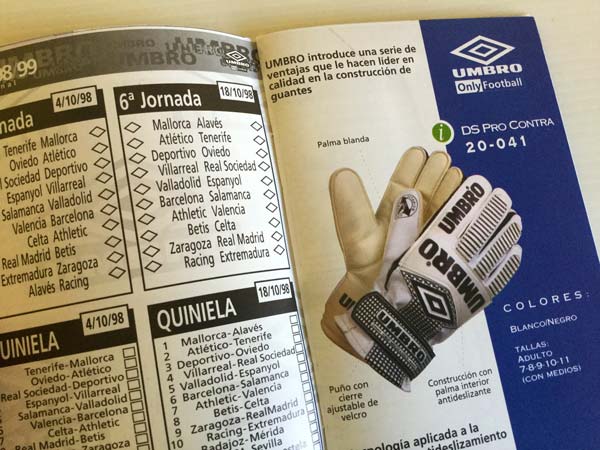 98/99
UMBRO
4/10/98
Tenerife Mallorca
Oviedo Atlético
Sociedad Deportivo
Espanyol Villarreal
Salamanca Valladolid
Valencia Barcelona
Celta Athletic
Real Madrid Betis
Extremadura Zaragoza
Alavés Racing
18/10/98
6ª Jornada
Mallorca Alavés
Atlético Tenerife
Deportivo Oviedo
Villarreal Real Sociedad
Valladolid Espanyol
Barcelona Salamanca
Athletic Valencia
Betis Celta
Zaragoza Real Madrid
Racing Extremadura
4/10/98
Tenerife-Mallorca
Oviedo-Atlético
Real Sociedad-Deportivo
Espanyol-Villarreal
Salamanca-Valladolid
Valencia-Barcelona
Celta-Athletic
Real Madrid-Betis
Extremadura-Zaragoza
18/10/98
QUINIELA
1 Mallorca-Alavés
2 Atlético-Tenerife
3 Deportivo-Oviedo
4 Villarreal-Real Sociedad
5 Valladolid-Espanyol
6 Barcelona-Salamanca
7 Athletic-Valencia
8 Betis-Celta
9 Zaragoza-RealMadrid
10 Badajoz-Mérida
UMBRO introduce una serie de
ventajas que le hacen líder en
calidad en la construcción de
guantes
UMBRO
Only Football
i
DS PRO CONTRA
20-041
Palma blanda
UMBRO
UMBRO
UMBRO
COLORES:
BLANCO/NEGRO
TALLAS:
ADULTO
7-8-9-10-11
(CON MEDIOS)
Puño con
cierre
ajustable de
velcro
Construcción con
palma interior
antideslizante
aplicada a la